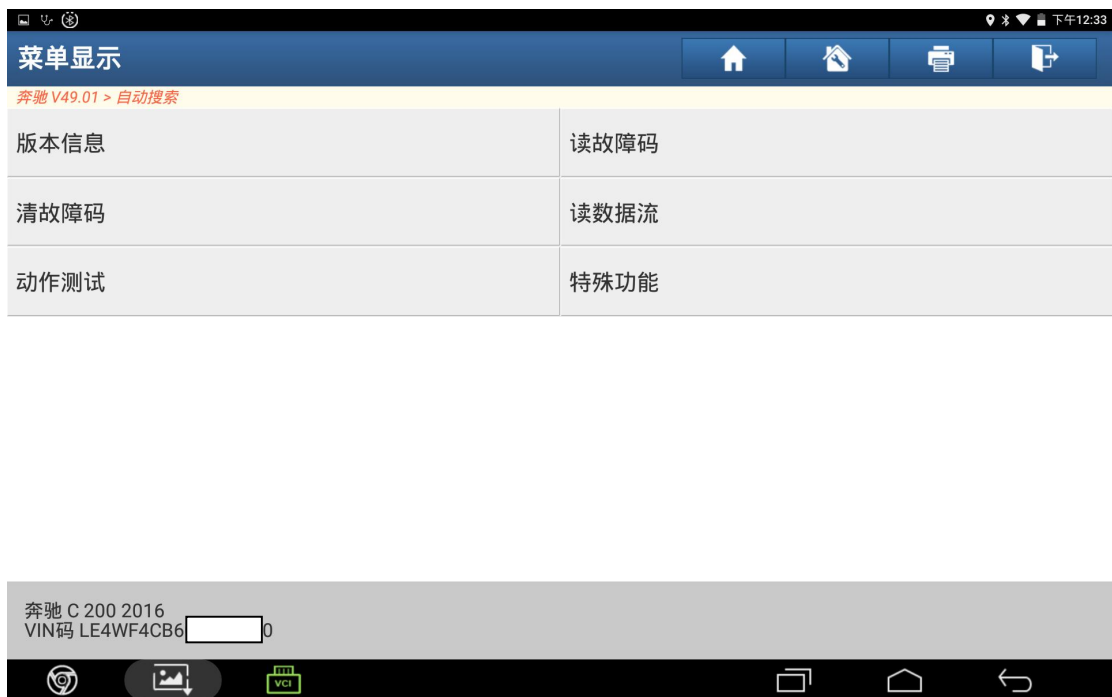 下午12:33
菜单显示
奔驰 V49.01 > 自动搜索
版本信息
读故障码
清故障码
读数据流
动作测试
特殊功能
奔驰 C 200 2016
VIN码 LE4WF4CB6 0
VCI